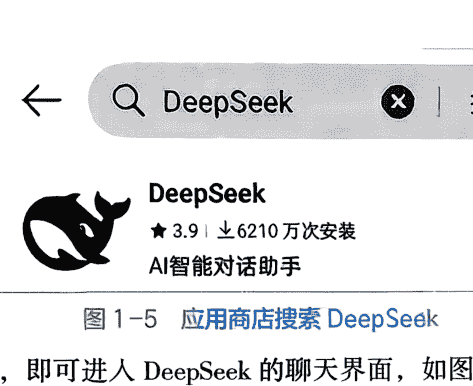 DeepSeek
DeepSeek
★ 3.9 | 6210 万次安装
AI智能对话助手
图 1-5 应用商店搜索 DeepSeek
，即可进入 DeepSeek 的聊天界面，如图